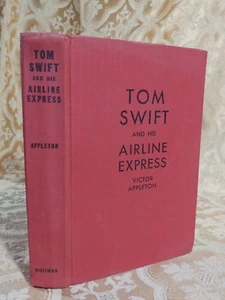 TOM
SWIFT
AND HIS
AIRLINE
EXPRESS
APPLETON
WHITMAN
TOM
SWIFT
AND HIS
AIRLINE
EXPRESS
VICTOR
APPLETON